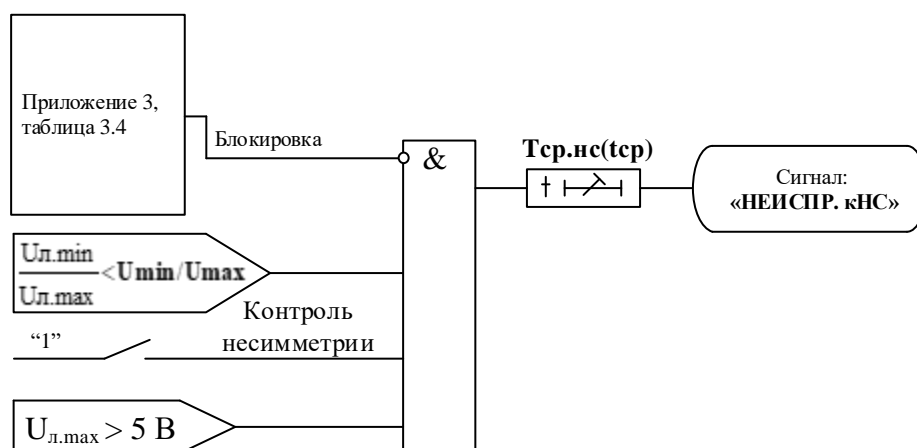 Приложение 3,
таблица 3.4
Блокировка
&
Тср.нс(tср)
t
Сигнал:
«НЕИСПР. кНС»
Uл.min
Uл.max
<Umin/Umax
Контроль
несимметрии
“1”
Uл.max > 5 В